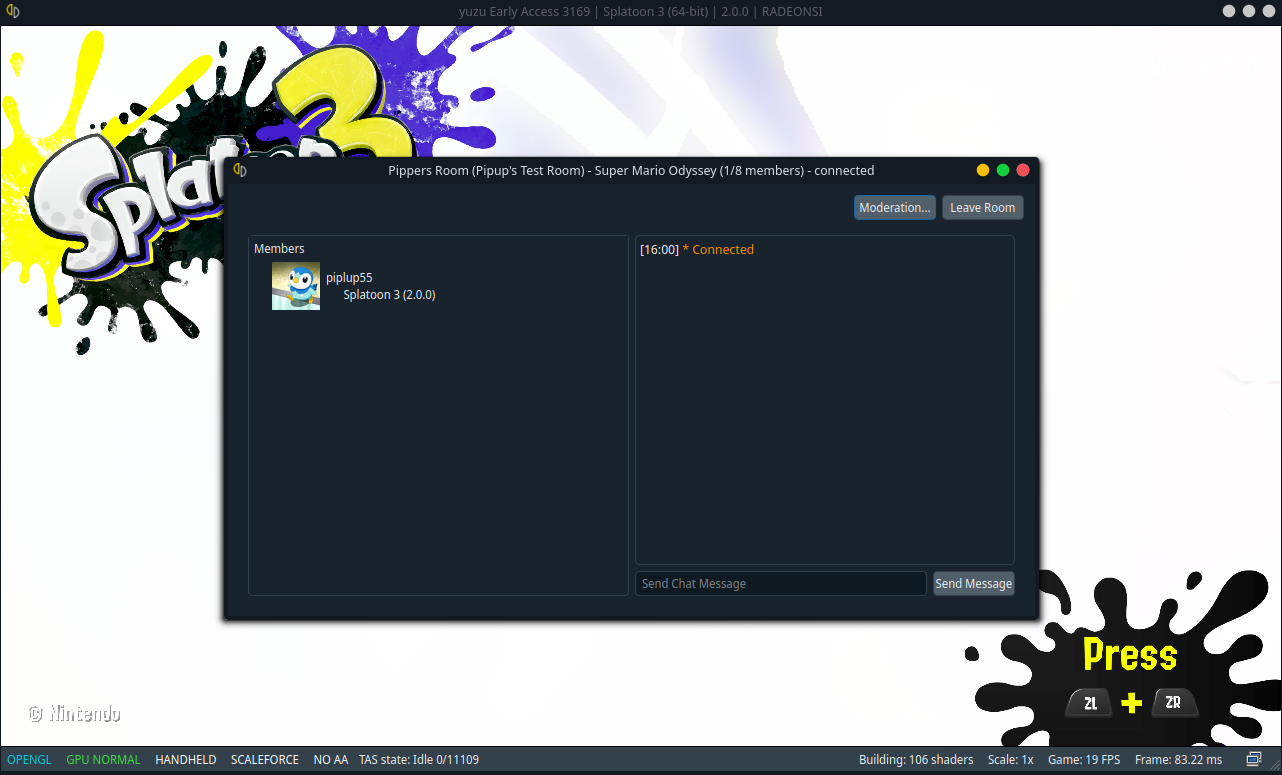 yuzu Early Access 3169 | Splatoon 3 (64-bit) | 2.0.0 | RADEONSI
Splatoon
3
Pippers Room (Pipup's Test Room) - Super Mario Odyssey (1/8 members) - connected
Moderation...
Leave Room
Members
piplup55
Splatoon 3 (2.0.0)
[16:00] * Connected
Send Chat Message
Send Message
Press
ZL + ZR
© Nintendo
OPENGL GPU NORMAL HANDHELD SCALEFORCE NO AA TAS state: Idle 0/11109 Building: 106 shaders Scale: 1x Game: 19 FPS Frame: 83.22 ms